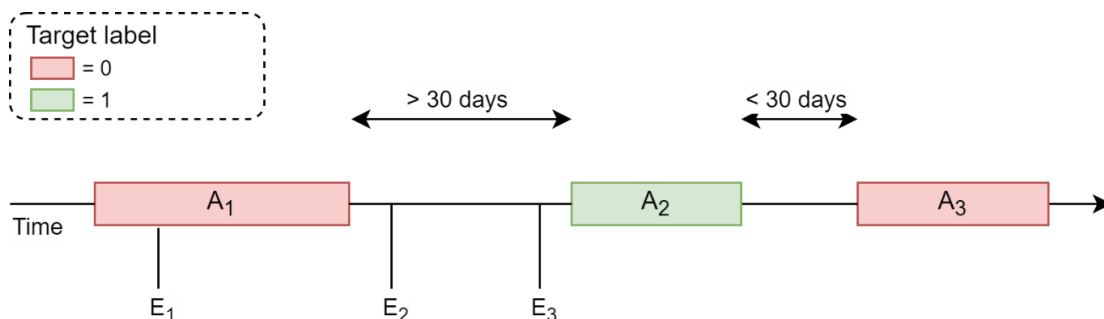 Target label
= 0
= 1
> 30 days
< 30 days
A₁
A₂
A₃
Time
E₁
E₂
E₃